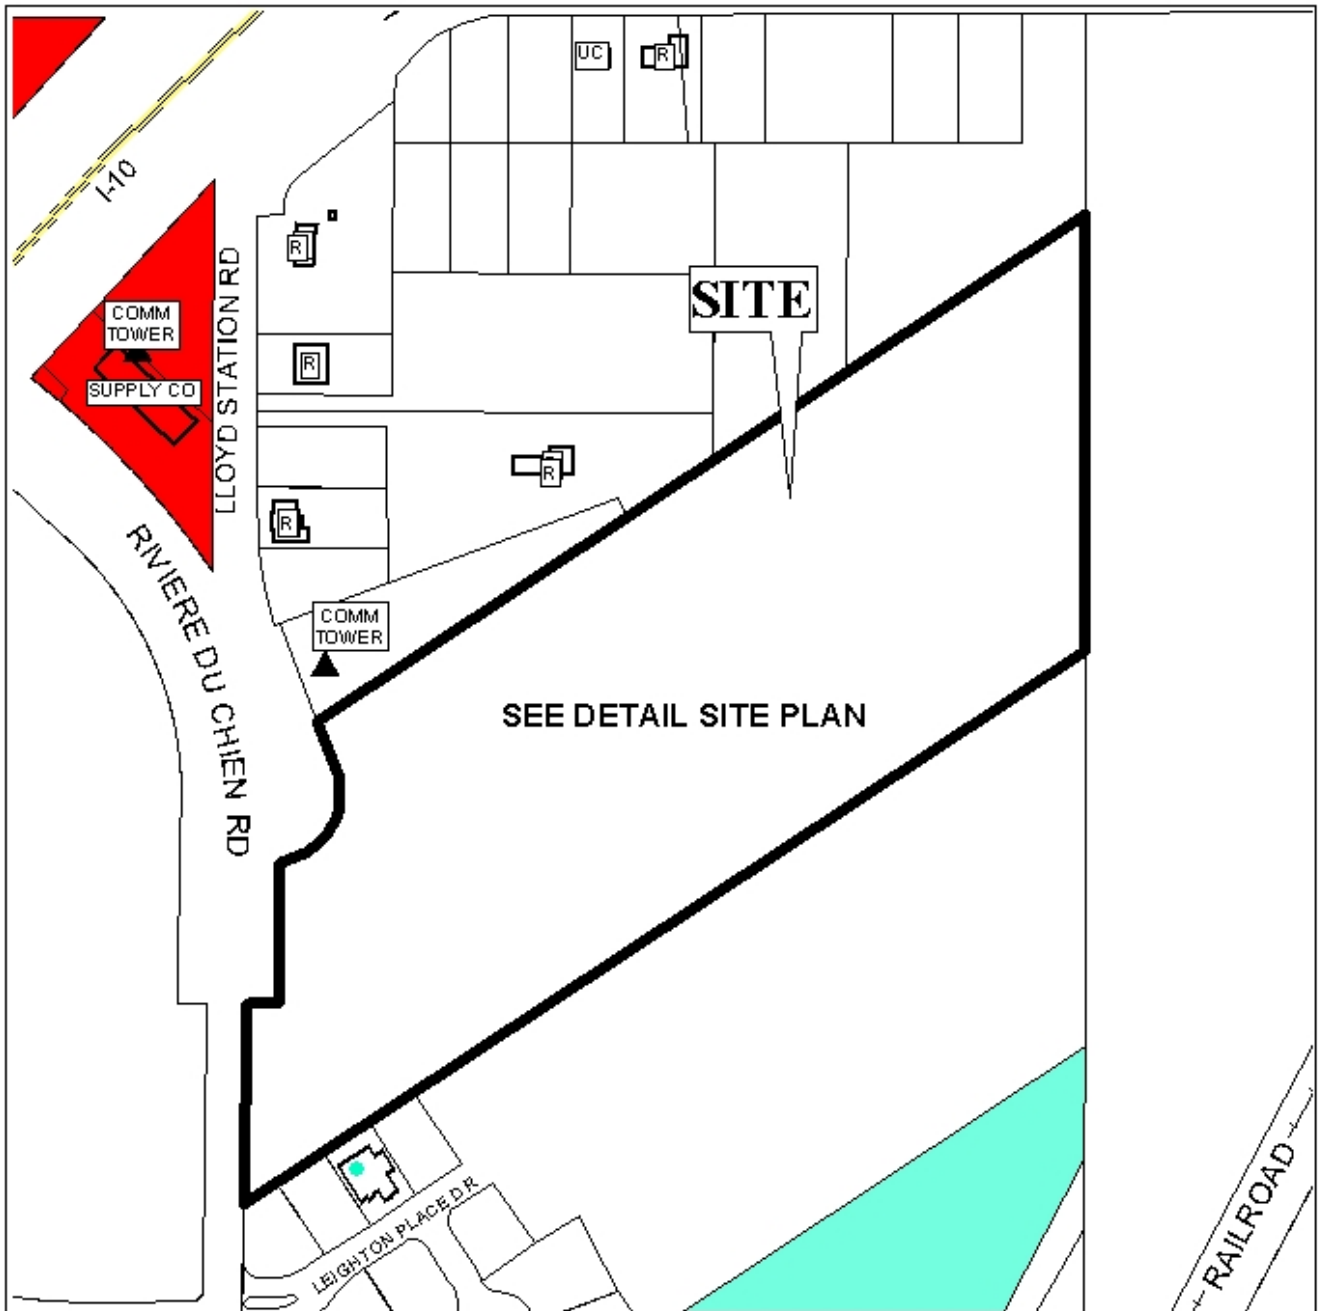 UC
R
I-10
R
LLOYD STATION RD
SITE
COMM
TOWER
R
SUPPLY CO
R
R
RIVIERE DU CHIEN RD
COMM
TOWER
SEE DETAIL SITE PLAN
LEIGHTON PLACE DR
RAILROAD